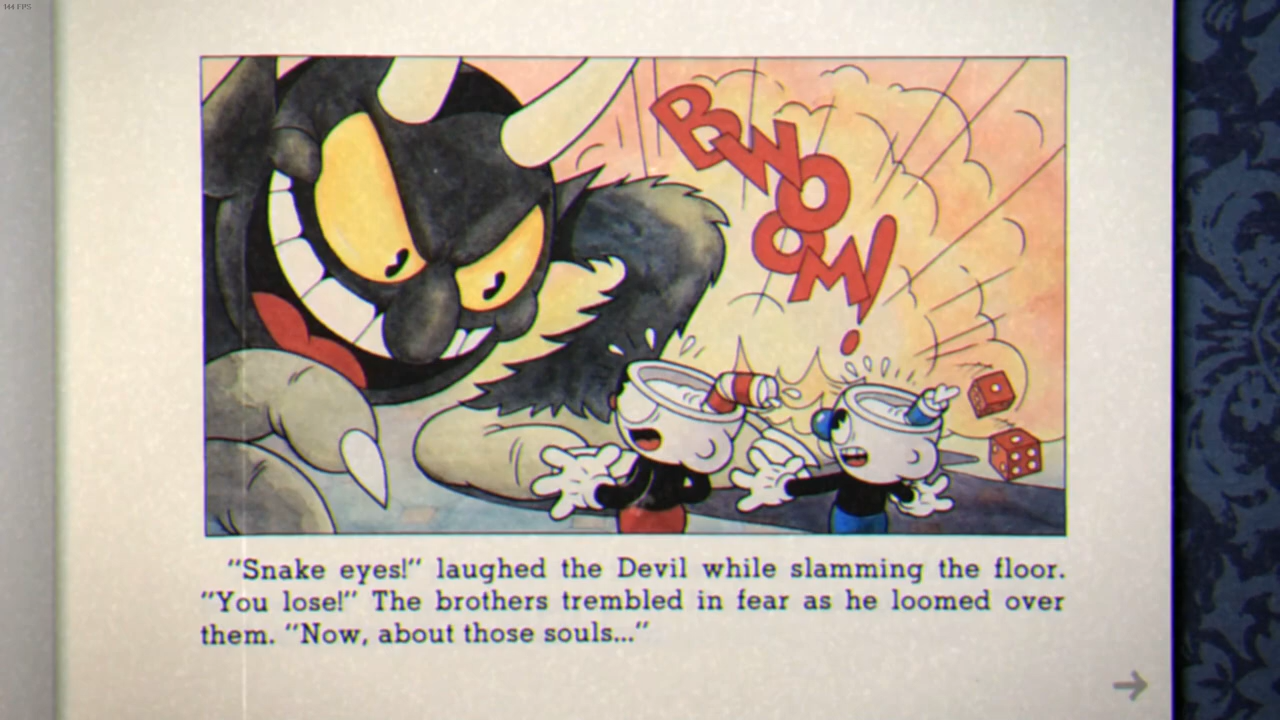 144 FPS
BWOOM!
“Snake eyes!“ laughed the Devil while slamming the floor.
“You lose!“ The brothers trembled in fear as he loomed over
them. “Now, about those souls...”